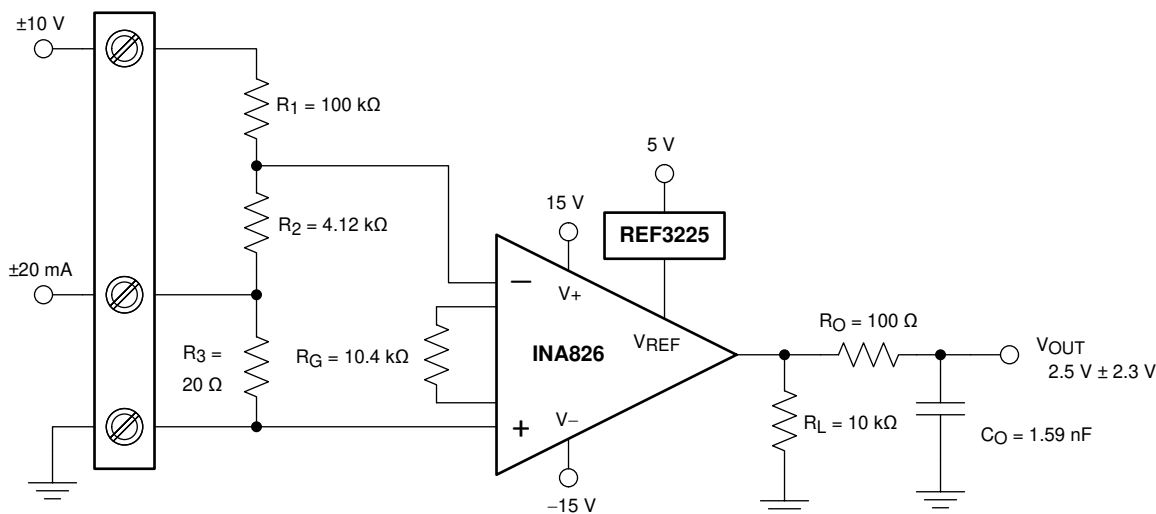 ±10 V
R1 = 100 kΩ
5 V
15 V
R2 = 4.12 kΩ
REF3225
±20 mA
−
V+
RO = 100 Ω
R3 =
20 Ω
RG = 10.4 kΩ
INA826
VREF
VOUT
2.5 V ± 2.3 V
+
V−
RL = 10 kΩ
CO = 1.59 nF
−15 V